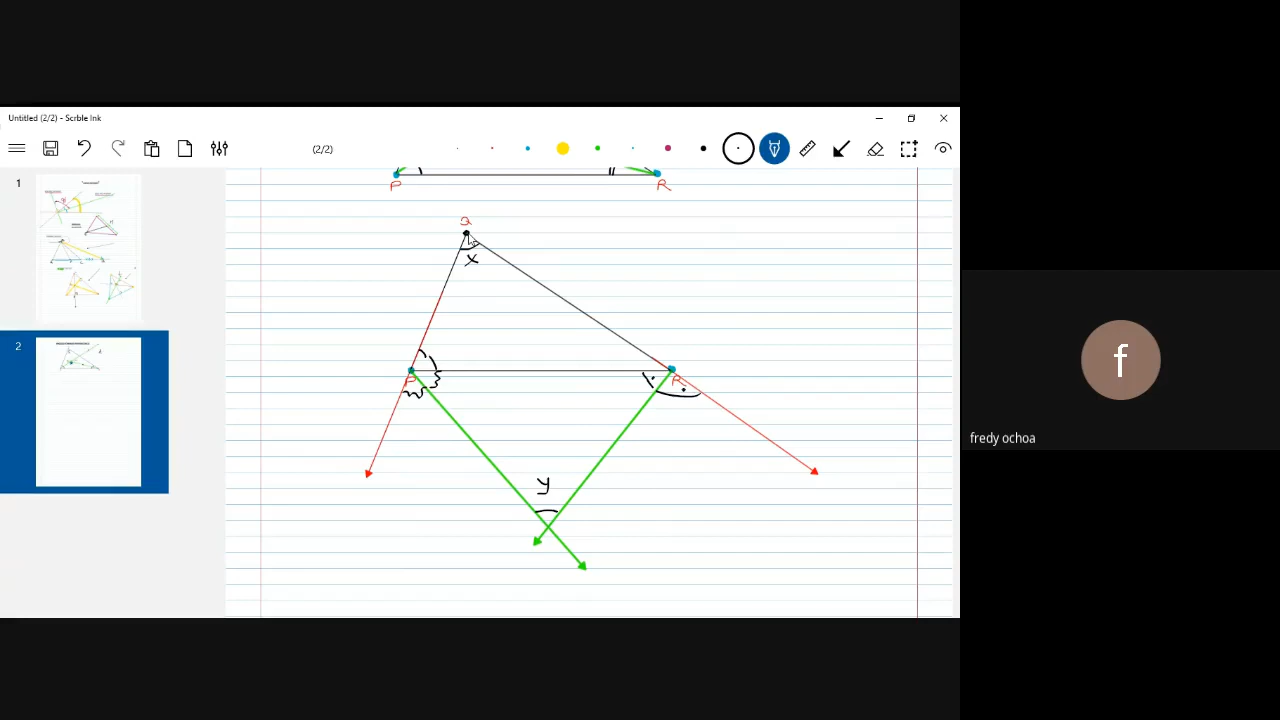 Untitled (2/2) - Scrble Ink
(2/2)
1
2
P
R
Q
x
P
R
y
f
fredy ochoa